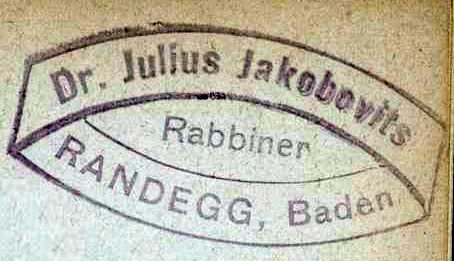 Dr. Julius Jakobovits
Rabbiner
RANDEGG, Baden